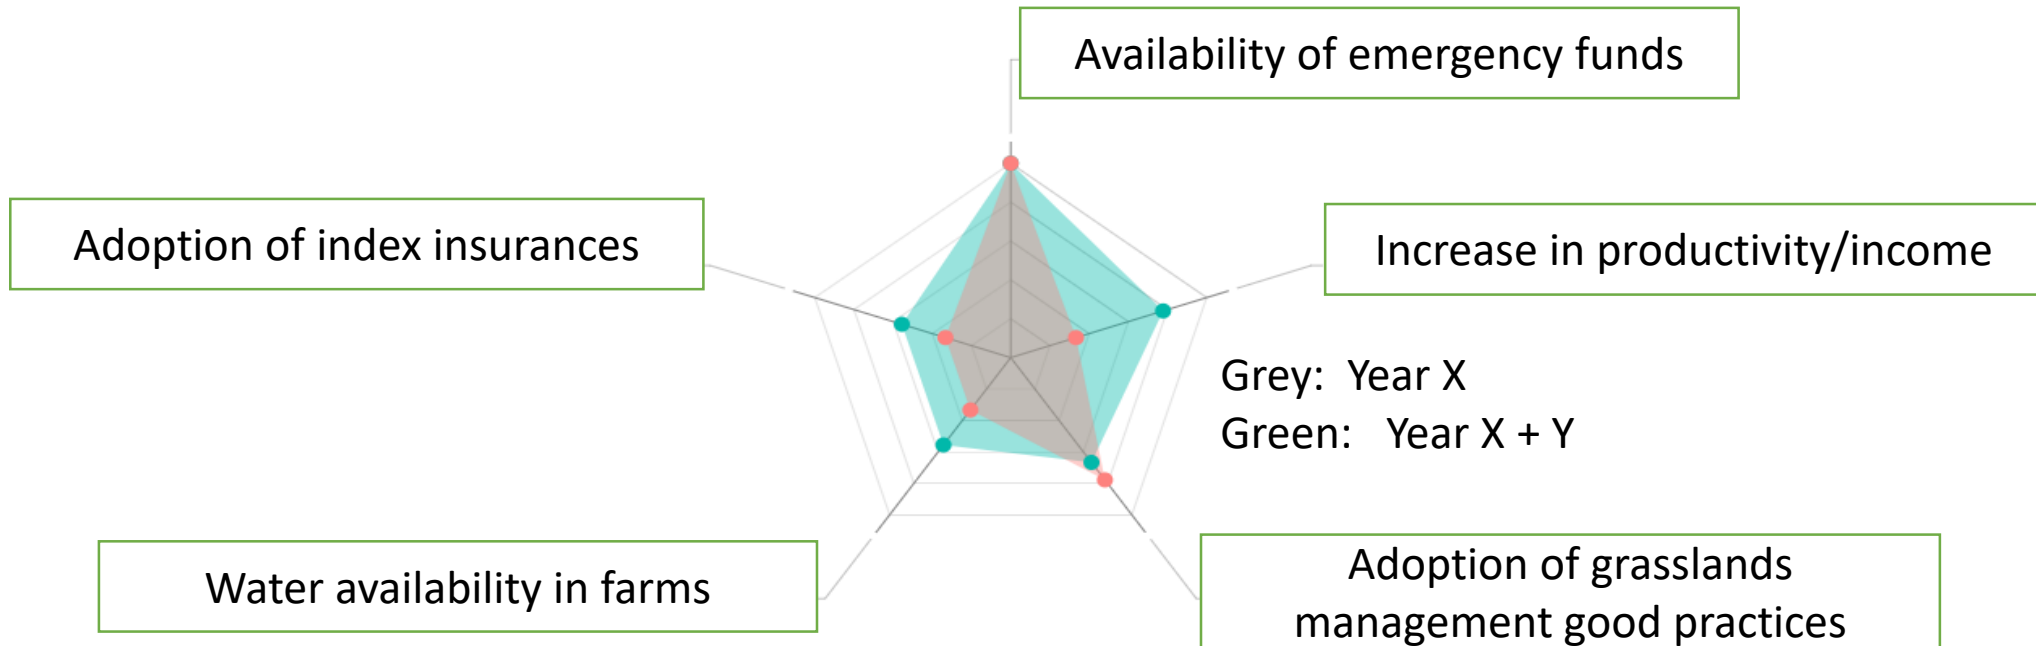 Availability of emergency funds
Adoption of index insurances
Increase in productivity/income
Grey: Year X
Green: Year X + Y
Water availability in farms
Adoption of grasslands
management good practices